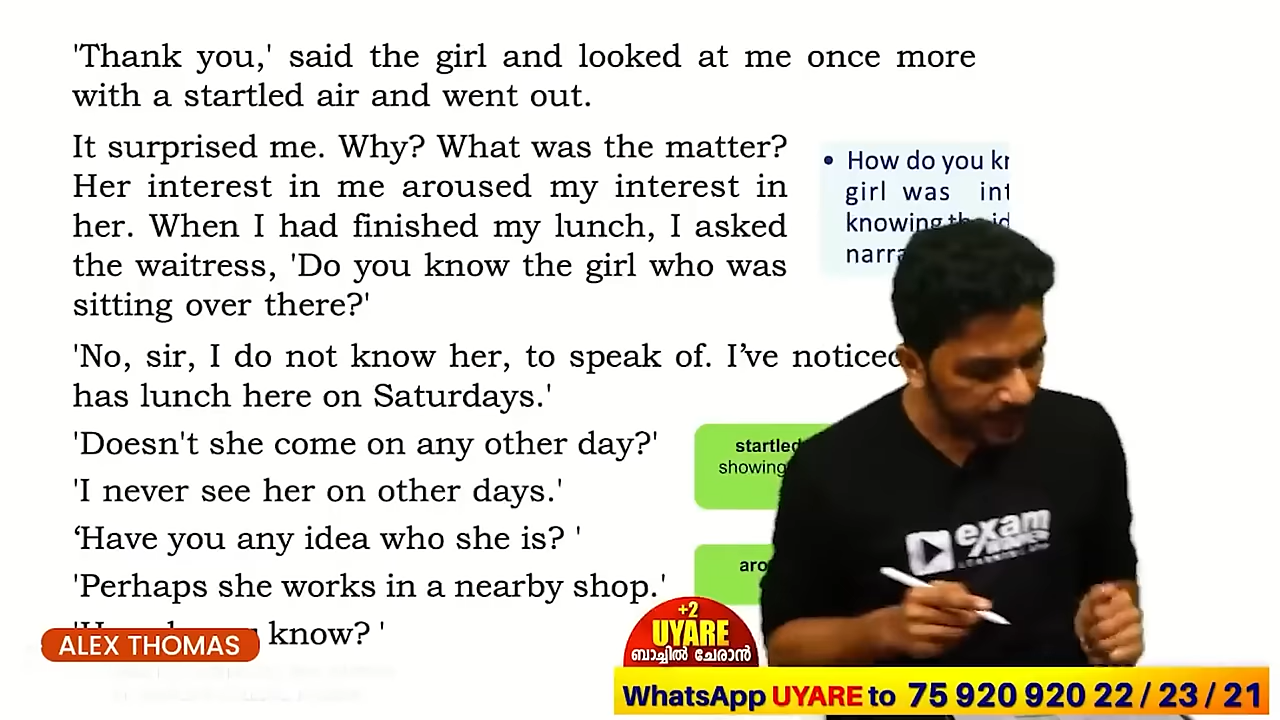 'Thank you,' said the girl and looked at me once more
with a startled air and went out.
It surprised me. Why? What was the matter?
Her interest in me aroused my interest in
her. When I had finished my lunch, I asked
the waitress, 'Do you know the girl who was
sitting over there?'
• How do you
girl was
knowing
'No, sir, I do not know her, to speak of. I’ve noticed
has lunch here on Saturdays.'
'Doesn't she come on any other day?'
startled
showing
'I never see her on other days.'
‘Have you any idea who she is? '
'Perhaps she works in a nearby shop.'
know? '
exam
ALEX THOMAS
+2
UYARE
ബാച്ചിൽ ചേരാൻ
WhatsApp UYARE to 75 920 920 22 / 23 / 21